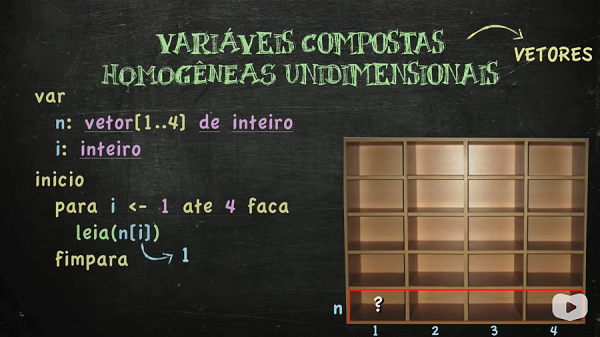 VARIÁVEIS COMPOSTAS
HOMOGÊNEAS UNIDIMENSIONAIS
VETORES
var
n: vetor[1..4] de inteiro
i: inteiro
inicio
para i <- 1 ate 4 faca
leia(n[i])
1
fimpara
n ?
1 2 3 4